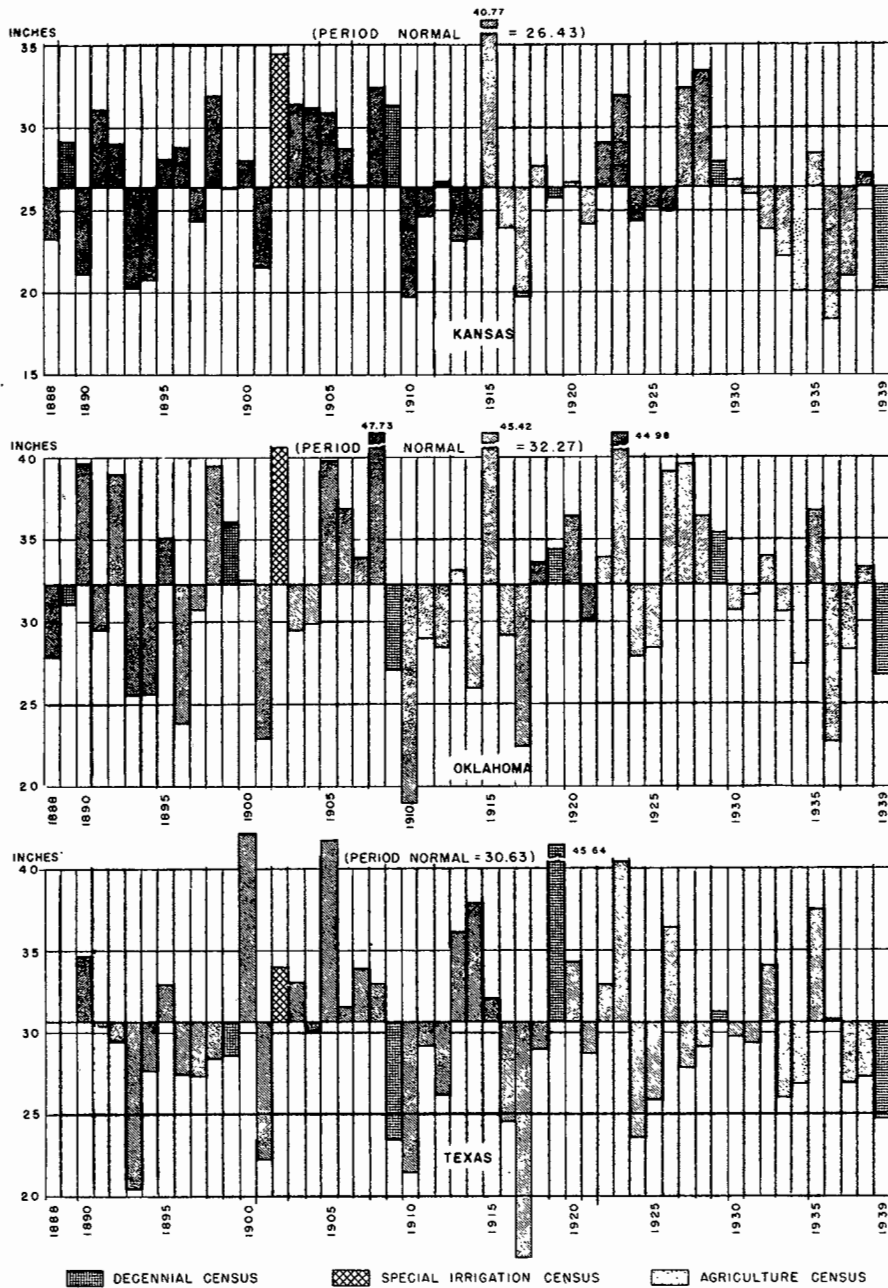 40.77
INCHES (PERIOD NORMAL = 26.43)
35
30
25
20
KANSAS
15
1888 1890 1895 1900 1905 1910 1915 1920 1925 1930 1935 1939
47.73 45.42 44.98
INCHES (PERIOD NORMAL = 32.27)
40
35
30
25
OKLAHOMA
20
1888 1890 1895 1900 1905 1910 1915 1920 1925 1930 1935 1939
INCHES (PERIOD NORMAL = 30.63) 45 64
40
35
30
25
TEXAS
20
1888 1890 1895 1900 1905 1910 1915 1920 1925 1930 1935 1939
DECENNIAL CENSUS SPECIAL IRRIGATION CENSUS AGRICULTURE CENSUS